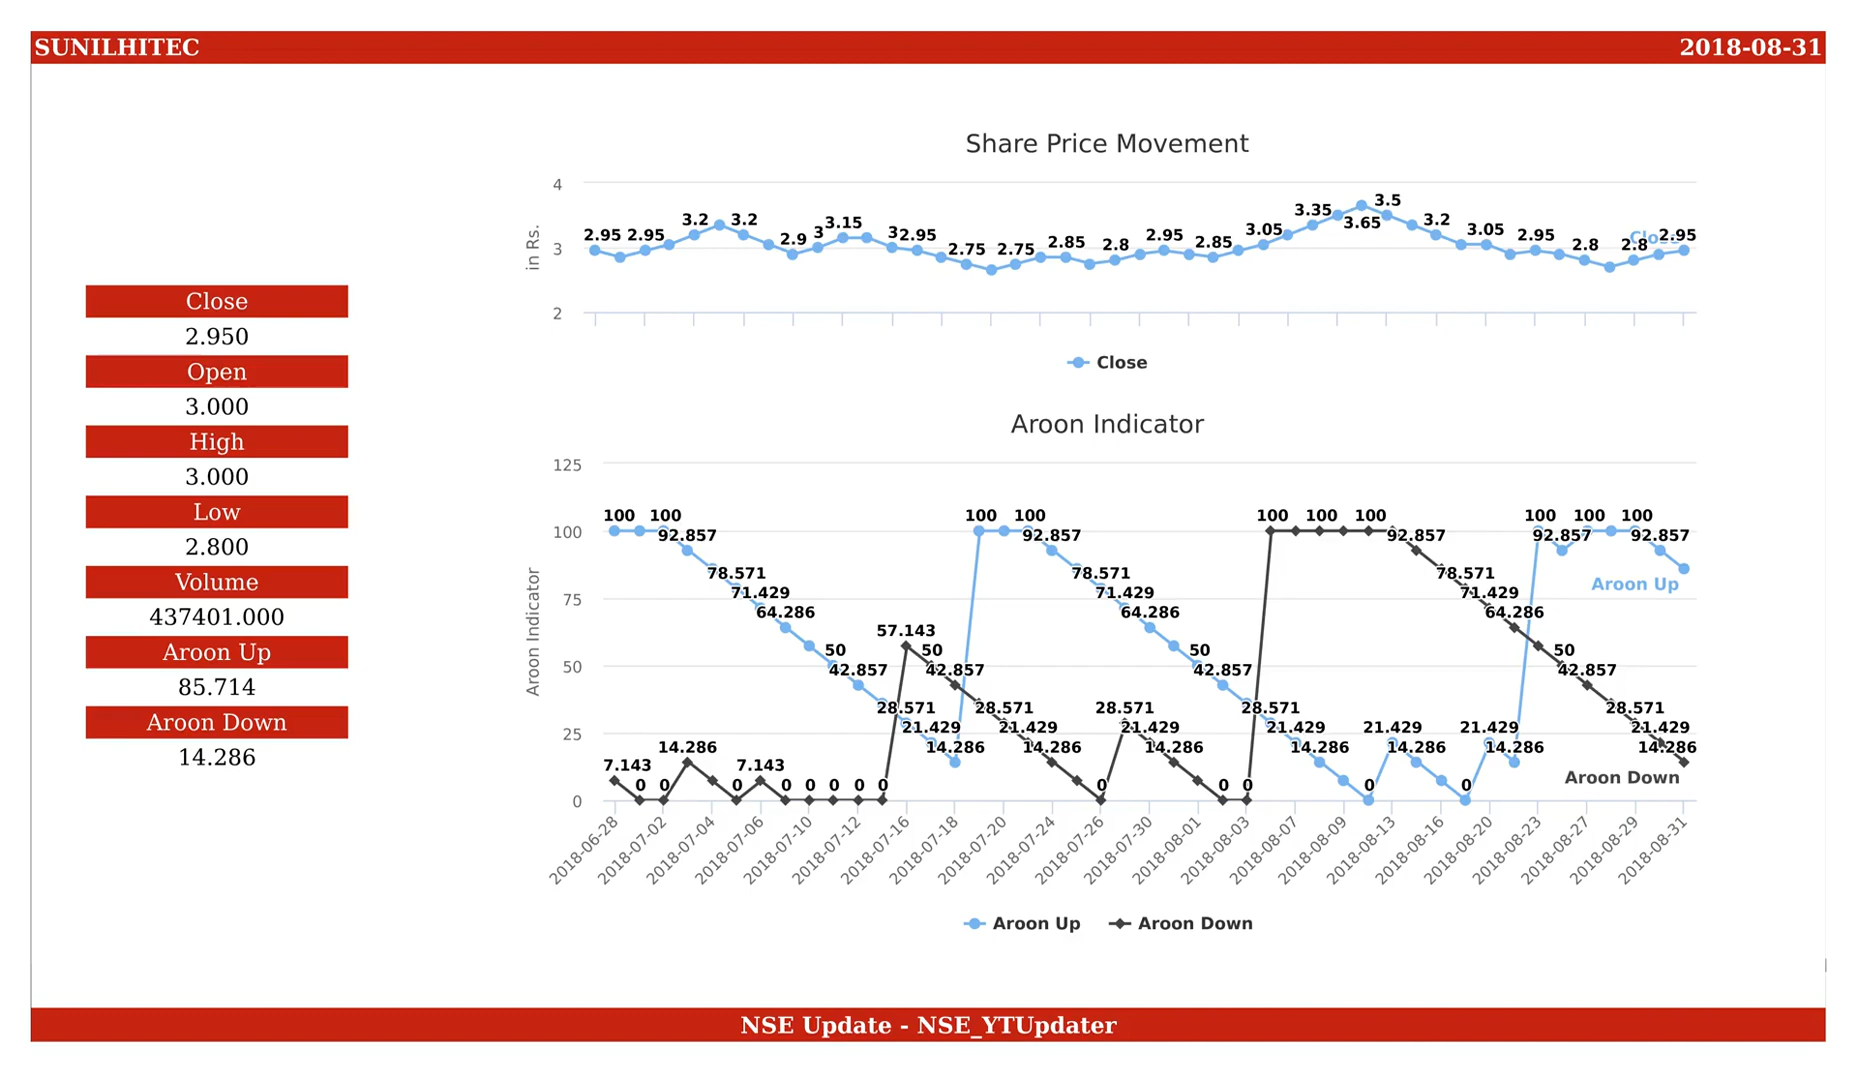 SUNILHITEC 2018-08-31
Close
2.950
Open
3.000
High
3.000
Low
2.800
Volume
437401.000
Aroon Up
85.714
Aroon Down
14.286
Share Price Movement
in Rs.
4
3
2
2.95 2.95 3.2 3.2 2.9 3 3.15 3 2.95 2.75 2.75 2.85 2.8 2.95 2.85 3.05 3.35 3.65 3.5 3.2 3.05 2.95 2.8 2.8 2.95
Close
Close
Aroon Indicator
Aroon Indicator
125
100
75
50
25
0
100 100 100 100 100 100 100 100 100 100
92.857 92.857 92.857 92.857 92.857
78.571 78.571 78.571
71.429 71.429 71.429
64.286 64.286 64.286
57.143
50 50 50 50
42.857 42.857 42.857 42.857
28.571 28.571 28.571 28.571 28.571
21.429 21.429 21.429 21.429 21.429 21.429 21.429
14.286 14.286 14.286 14.286 14.286 14.286 14.286 14.286
7.143 7.143
0 0 0 0 0 0 0 0 0 0 0 0 0
Aroon Up
Aroon Down
2018-06-28 2018-07-02 2018-07-04 2018-07-06 2018-07-10 2018-07-12 2018-07-16 2018-07-18 2018-07-20 2018-07-24 2018-07-26 2018-07-30 2018-08-01 2018-08-03 2018-08-07 2018-08-09 2018-08-13 2018-08-16 2018-08-20 2018-08-23 2018-08-27 2018-08-29 2018-08-31
Aroon Up Aroon Down
NSE Update - NSE_YTUpdater